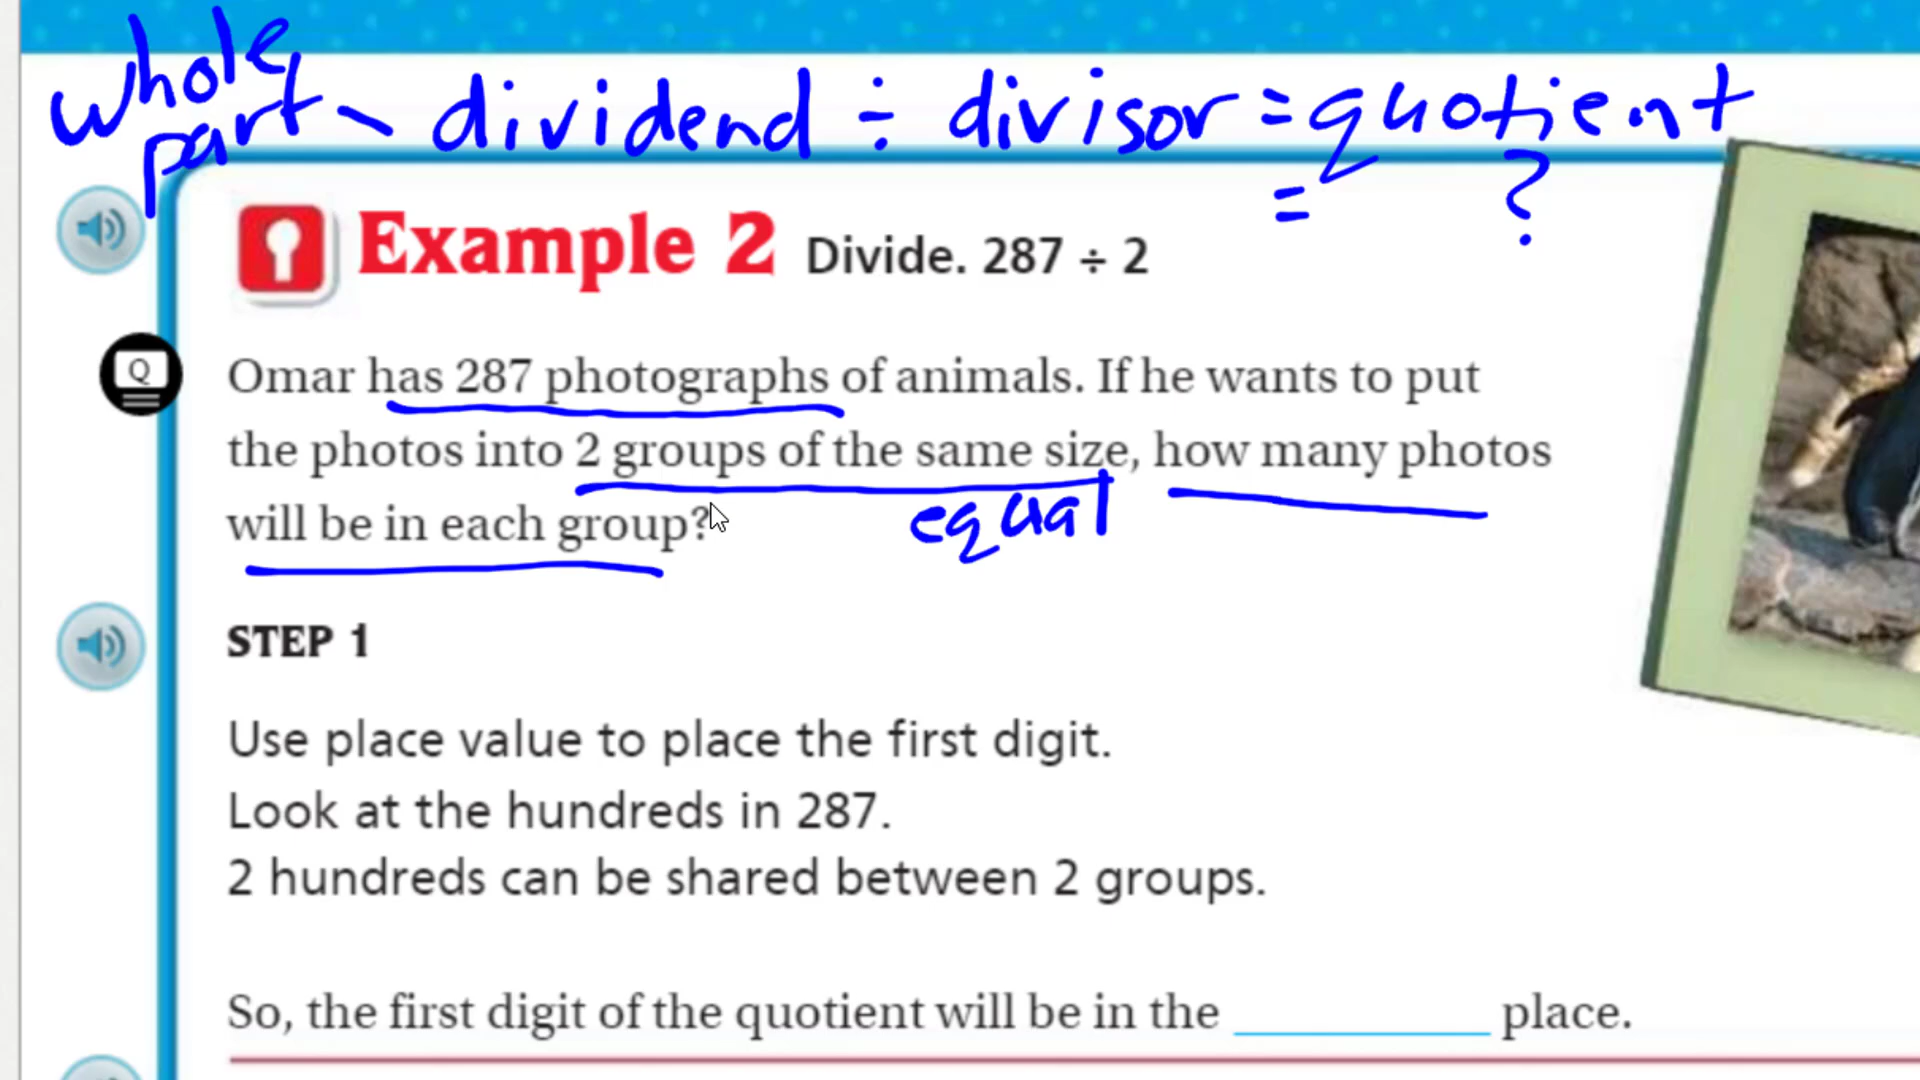 whole
part dividend ÷ divisor = quotient
= ?
Example 2 Divide. 287 ÷ 2
Q
Omar has 287 photographs of animals. If he wants to put
the photos into 2 groups of the same size, how many photos
equal
will be in each group?
STEP 1
Use place value to place the first digit.
Look at the hundreds in 287.
2 hundreds can be shared between 2 groups.
So, the first digit of the quotient will be in the ________ place.